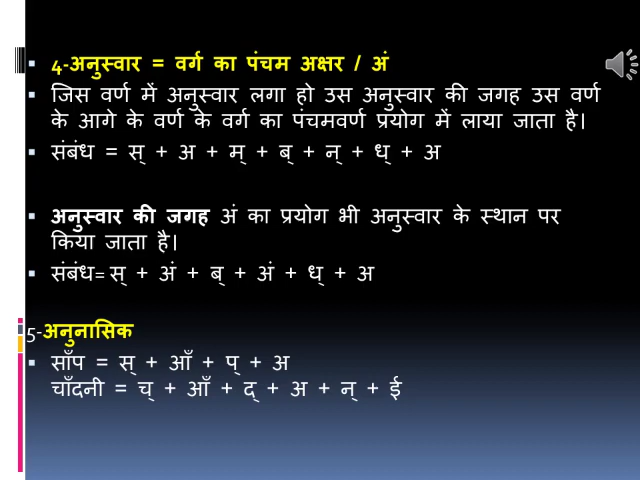 4-अनुस्वार = वर्ग का पंचम अक्षर / अं
जिस वर्ण में अनुस्वार लगा हो उस अनुस्वार की जगह उस वर्ण
के आगे के वर्ण के वर्ग का पंचमवर्ण प्रयोग में लाया जाता है।
संबंध = स् + अ + म् + ब् + न् + ध् + अ
अनुस्वार की जगह अं का प्रयोग भी अनुस्वार के स्थान पर
किया जाता है।
संबंध= स् + अं + ब् + अं + ध् + अ
5-अनुनासिक
साँप = स् + आँ + प् + अ
चाँदनी = च् + आँ + द् + अ + न् + ई